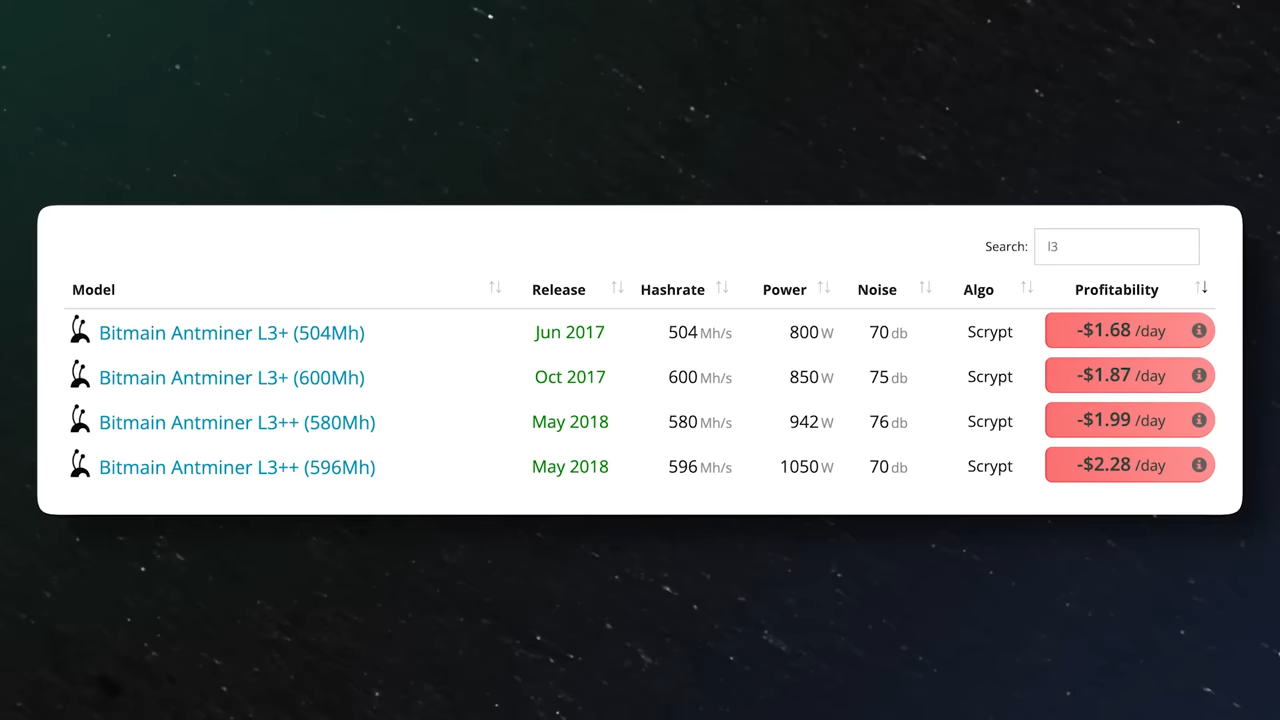 Search: l3
Model Release Hashrate Power Noise Algo Profitability
Bitmain Antminer L3+ (504Mh) Jun 2017 504 Mh/s 800 W 70 db Scrypt -$1.68 /day
Bitmain Antminer L3+ (600Mh) Oct 2017 600 Mh/s 850 W 75 db Scrypt -$1.87 /day
Bitmain Antminer L3++ (580Mh) May 2018 580 Mh/s 942 W 76 db Scrypt -$1.99 /day
Bitmain Antminer L3++ (596Mh) May 2018 596 Mh/s 1050 W 70 db Scrypt -$2.28 /day